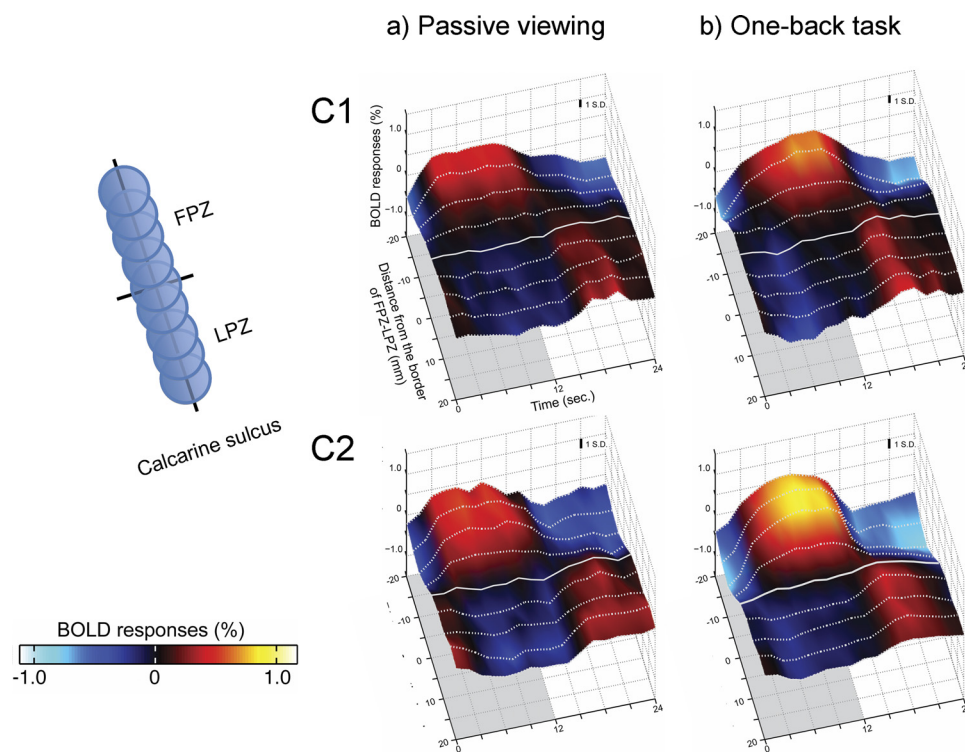 a) Passive viewing
b) One-back task
C1
1 S.D.
1 S.D.
BOLD responses (%)
1.0
0
-1.0
-20
-10
0
10
20
Distance from the border
of FPZ-LPZ (mm)
0
12
24
Time (sec.)
1.0
0
-1.0
-20
-10
0
10
20
0
12
24
FPZ
LPZ
Calcarine sulcus
C2
1 S.D.
1 S.D.
1.0
0
-1.0
-20
-10
0
10
20
0
12
24
1.0
0
-1.0
-20
-10
0
10
20
0
12
BOLD responses (%)
-1.0
0
1.0